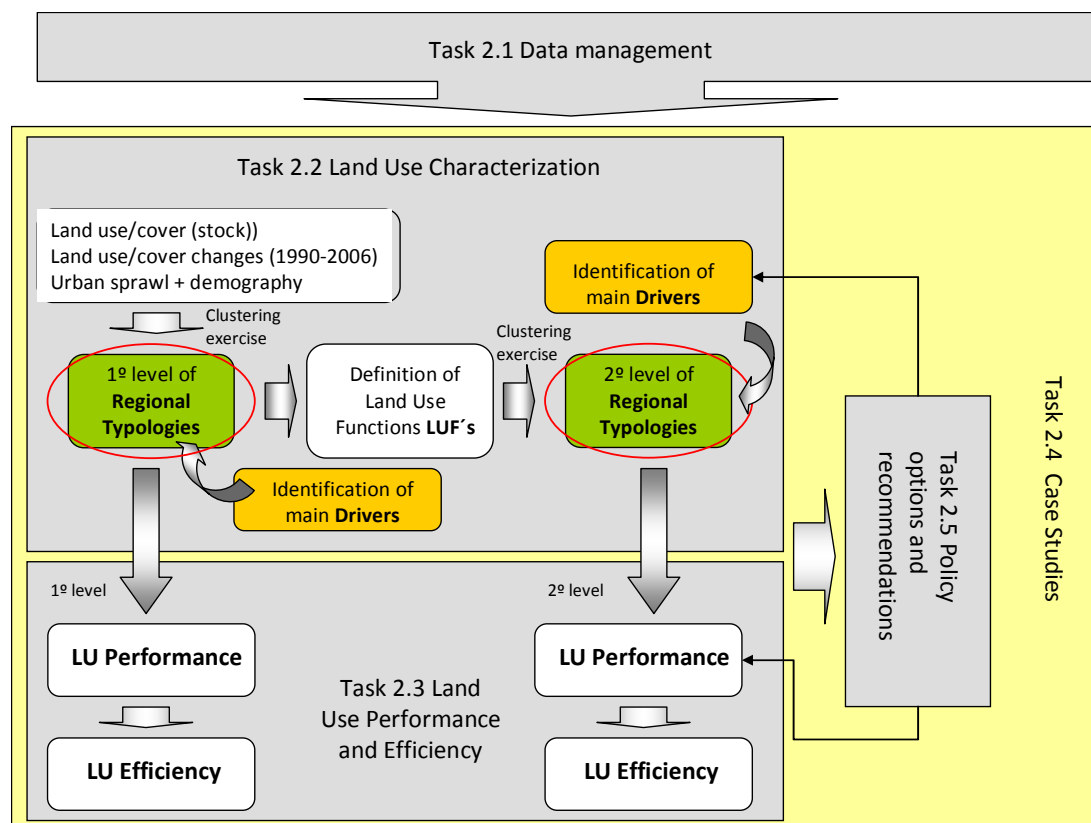 Task 2.1 Data management
Task 2.2 Land Use Characterization
Land use/cover (stock))
Land use/cover changes (1990-2006)
Urban sprawl + demography
Identification of
main Drivers
Clustering
exercise
Clustering
exercise
1º level of
Regional
Typologies
Definition of
Land Use
Functions LUF´s
2º level of
Regional
Typologies
Identification of
main Drivers
1º level
2º level
LU Performance
LU Performance
Task 2.3 Land
Use Performance
and Efficiency
LU Efficiency
LU Efficiency
Task 2.5 Policy
options and
recommendations
Task 2.4 Case Studies